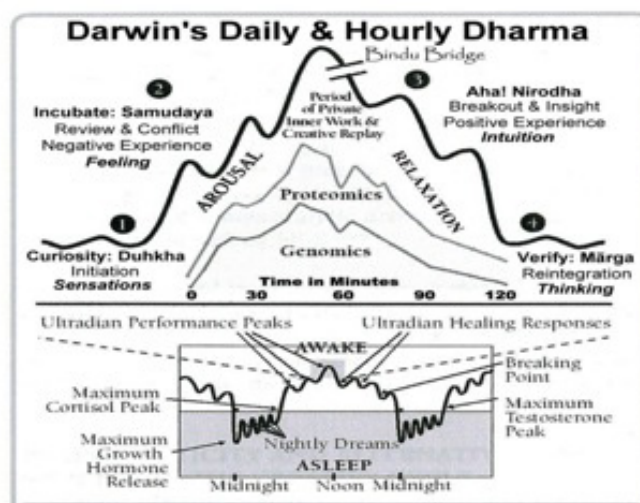 Darwin's Daily & Hourly Dharma
Bindu Bridge
2
3
Incubate: Samudaya
Review & Conflict
Negative Experience
Feeling
Period of
Private
Inner Work &
Creative Replay
Aha! Nirodha
Breakout & Insight
Positive Experience
Intuition
AROUSAL
RELAXATION
Proteomics
Genomics
1
4
Curiosity: Duhkha
Initiation
Sensations
Verify: Märga
Reintegration
Thinking
Time in Minutes
0 30 60 90 120
Ultradian Performance Peaks
Ultradian Healing Responses
AWAKE
Breaking
Point
Maximum
Cortisol Peak
Maximum
Testosterone
Peak
Maximum
Growth
Hormone
Release
Nightly Dreams
ASLEEP
Midnight Noon Midnight